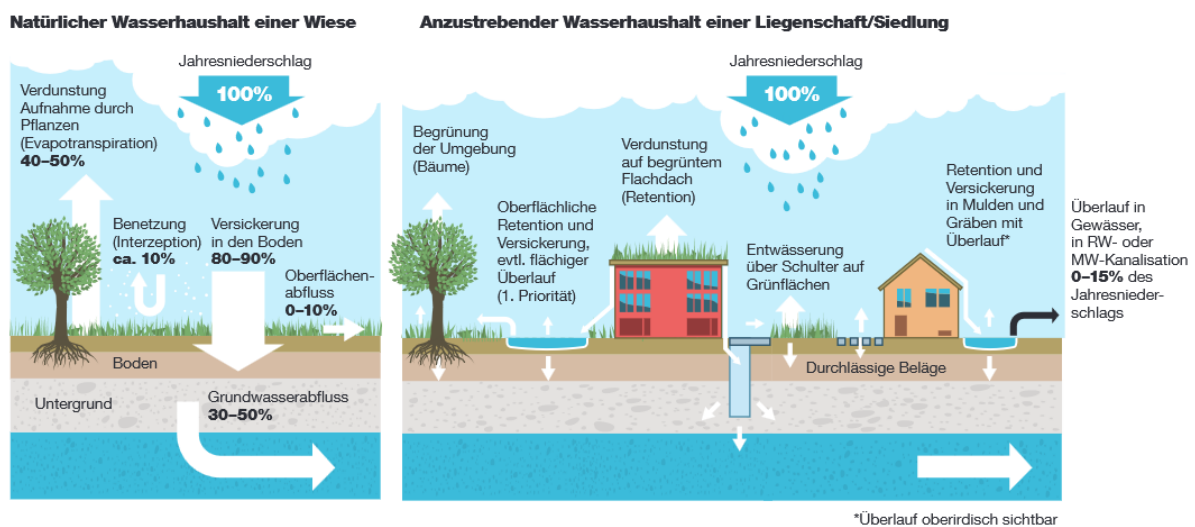 Natürlicher Wasserhaushalt einer Wiese
Jahresniederschlag
100%
Verdunstung
Aufnahme durch
Pflanzen
(Evapotranspiration)
40–50%
Benetzung
(Interzeption)
ca. 10%
Versickerung
in den Boden
80–90%
Oberflächen-
abfluss
0–10%
Boden
Untergrund
Grundwasserabfluss
30–50%
Anzustrebender Wasserhaushalt einer Liegenschaft/Siedlung
Jahresniederschlag
100%
Begrünung
der Umgebung
(Bäume)
Oberflächliche
Retention und
Versickerung,
evtl. flächiger
Überlauf
(1. Priorität)
Verdunstung
auf begrüntem
Flachdach
(Retention)
Entwässerung
über Schulter auf
Grünflächen
Retention und
Versickerung
in Mulden und
Gräben mit
Überlauf*
Überlauf in
Gewässer,
in RW- oder
MW-Kanalisation
0–15% des
Jahresnieder-
schlags
Durchlässige Beläge
*Überlauf oberirdisch sichtbar